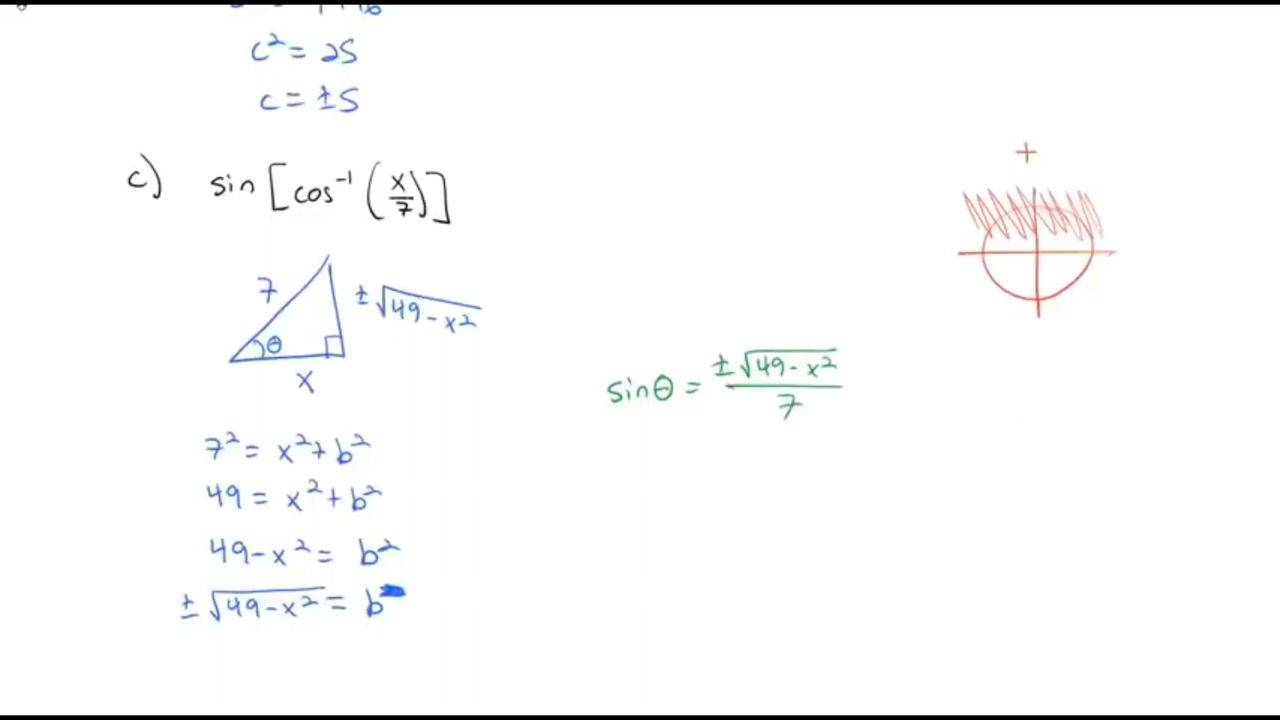 c² = 25
c = ±5
+
c) sin[cos⁻¹(x/7)]
7
±√(49-x²)
θ
x
sinθ = ±√(49-x²)/7
7² = x² + b²
49 = x² + b²
49-x² = b²
±√(49-x²) = b